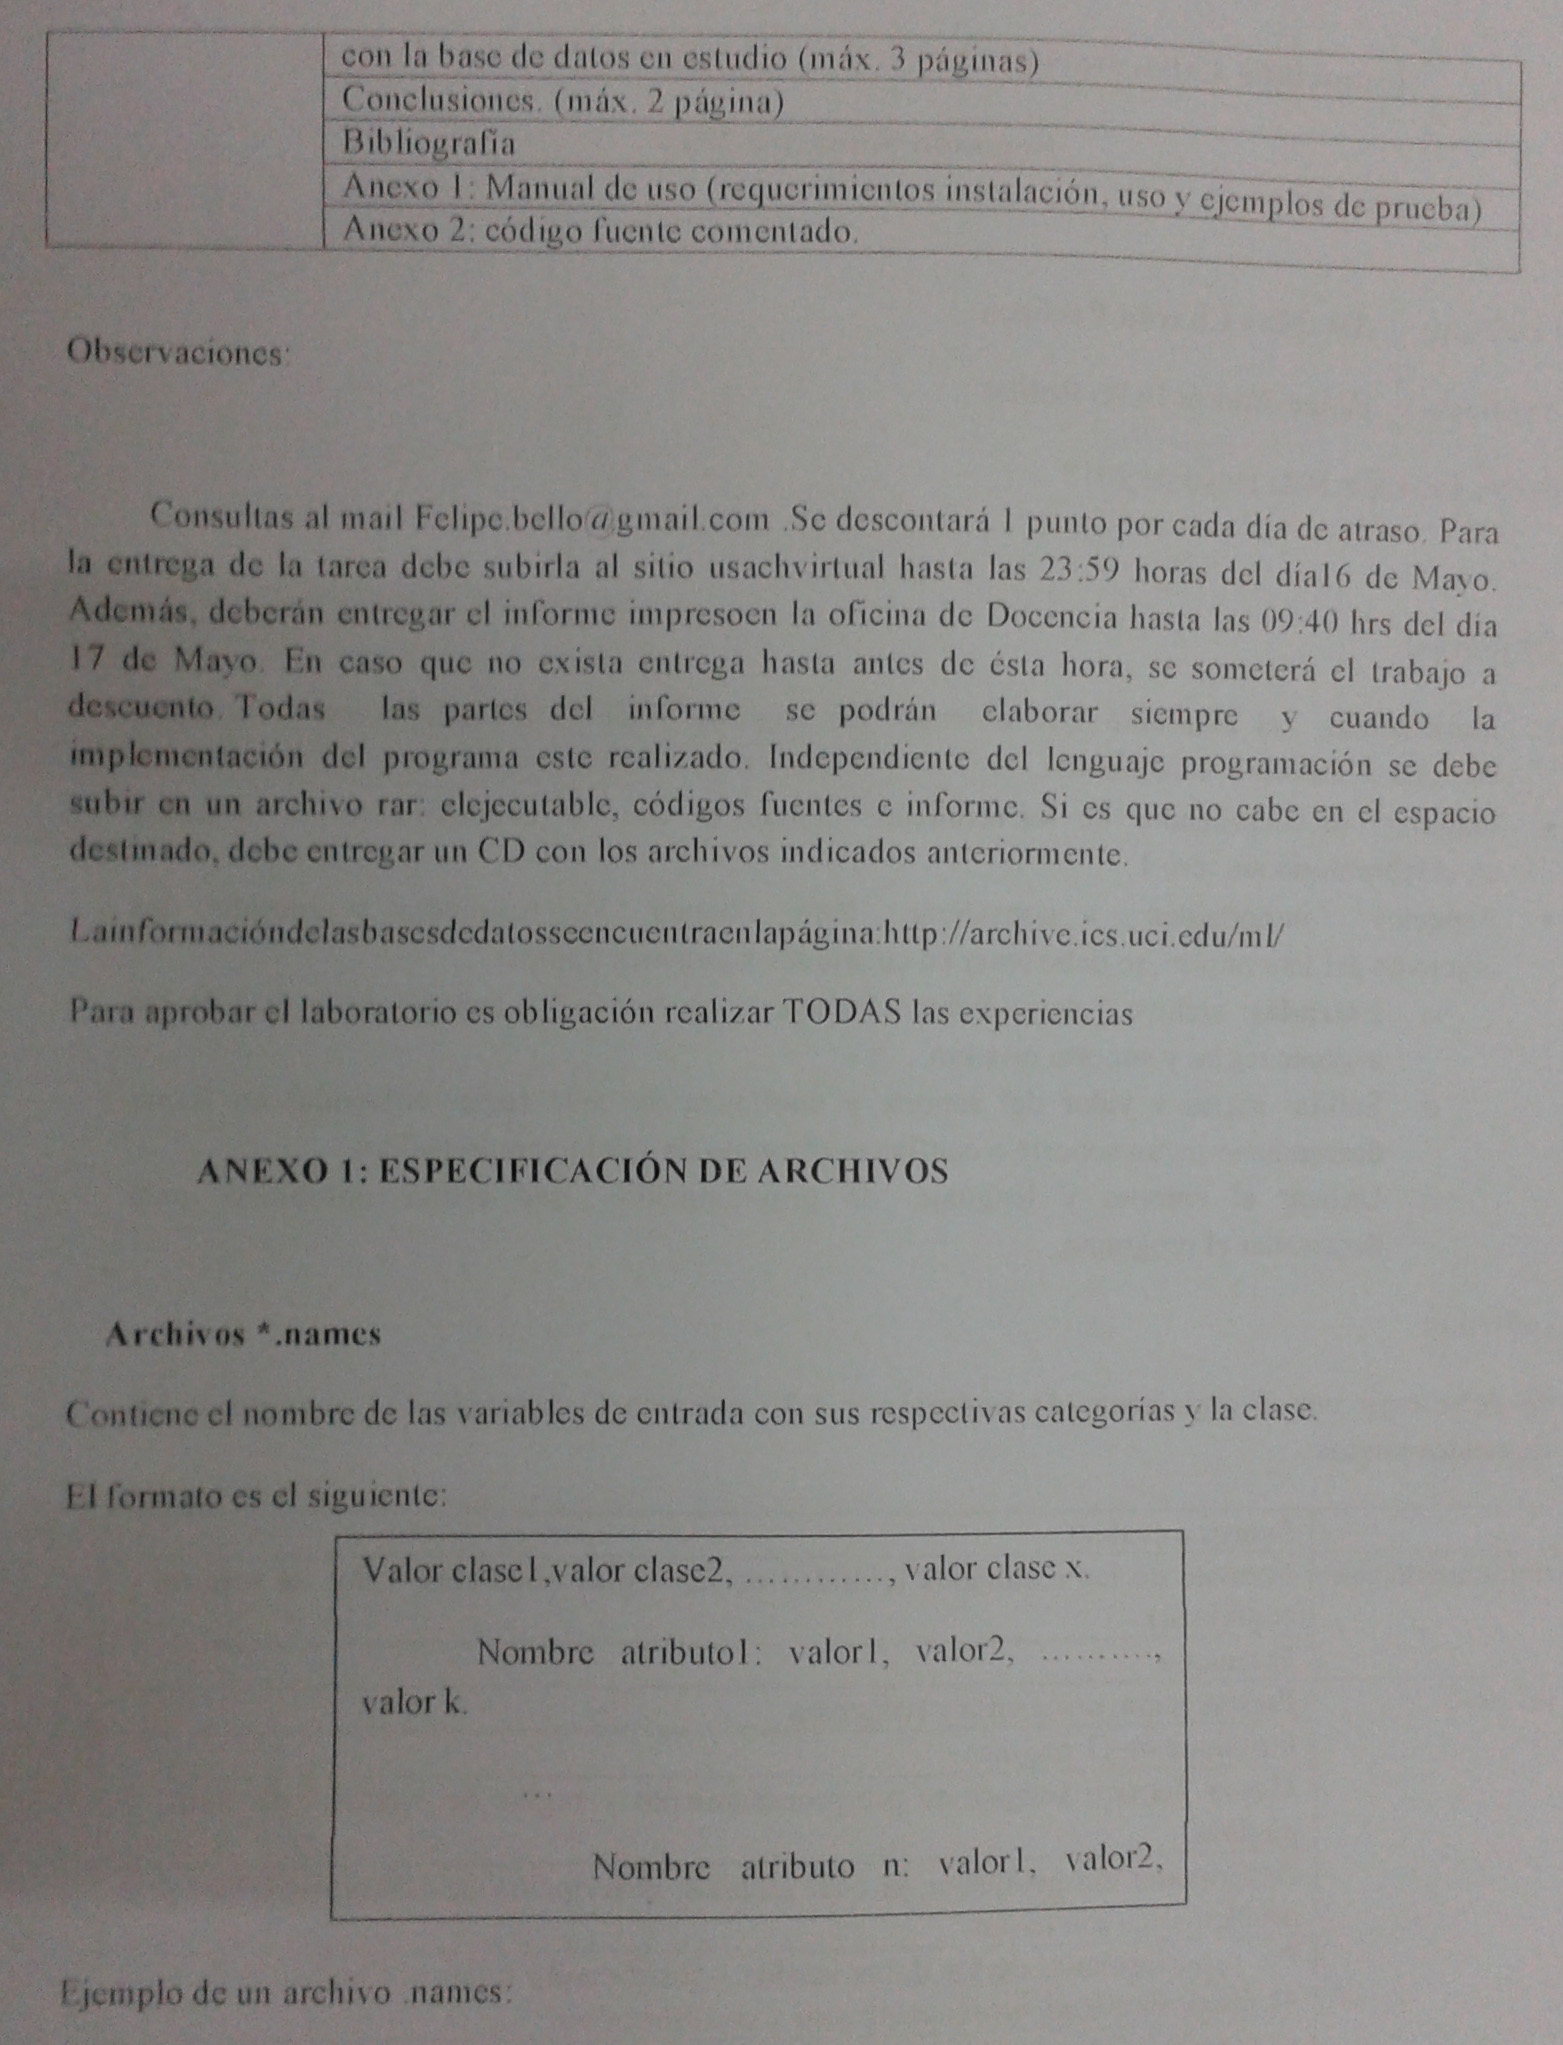 con la base de datos en estudio (máx. 3 páginas)
Conclusiones. (máx. 2 página)
Bibliografía
Anexo 1: Manual de uso (requerimientos instalación, uso y ejemplos de prueba)
Anexo 2: código fuente comentado.
Observaciones:
Consultas al mail Felipe.bello@gmail.com .Se descontará 1 punto por cada día de atraso. Para
la entrega de la tarea debe subirla al sitio usachvirtual hasta las 23:59 horas del día16 de Mayo.
Además, deberán entregar el informe impresoen la oficina de Docencia hasta las 09:40 hrs del día
17 de Mayo. En caso que no exista entrega hasta antes de ésta hora, se someterá el trabajo a
descuento. Todas las partes del informe se podrán elaborar siempre y cuando la
implementación del programa este realizado. Independiente del lenguaje programación se debe
subir en un archivo rar: elejecutable, códigos fuentes e informe. Si es que no cabe en el espacio
destinado, debe entregar un CD con los archivos indicados anteriormente.
Lainformacióndelasbasesdedatosseencuentraenlapágina:http://archive.ics.uci.edu/ml/
Para aprobar el laboratorio es obligación realizar TODAS las experiencias
ANEXO 1: ESPECIFICACIÓN DE ARCHIVOS
Archivos *.names
Contiene el nombre de las variables de entrada con sus respectivas categorías y la clase.
El formato es el siguiente:
Valor clase1,valor clase2, ............, valor clase x.
Nombre atributo1: valor1, valor2, ..........,
valor k.
...
Nombre atributo n: valor1, valor2,
Ejemplo de un archivo .names: